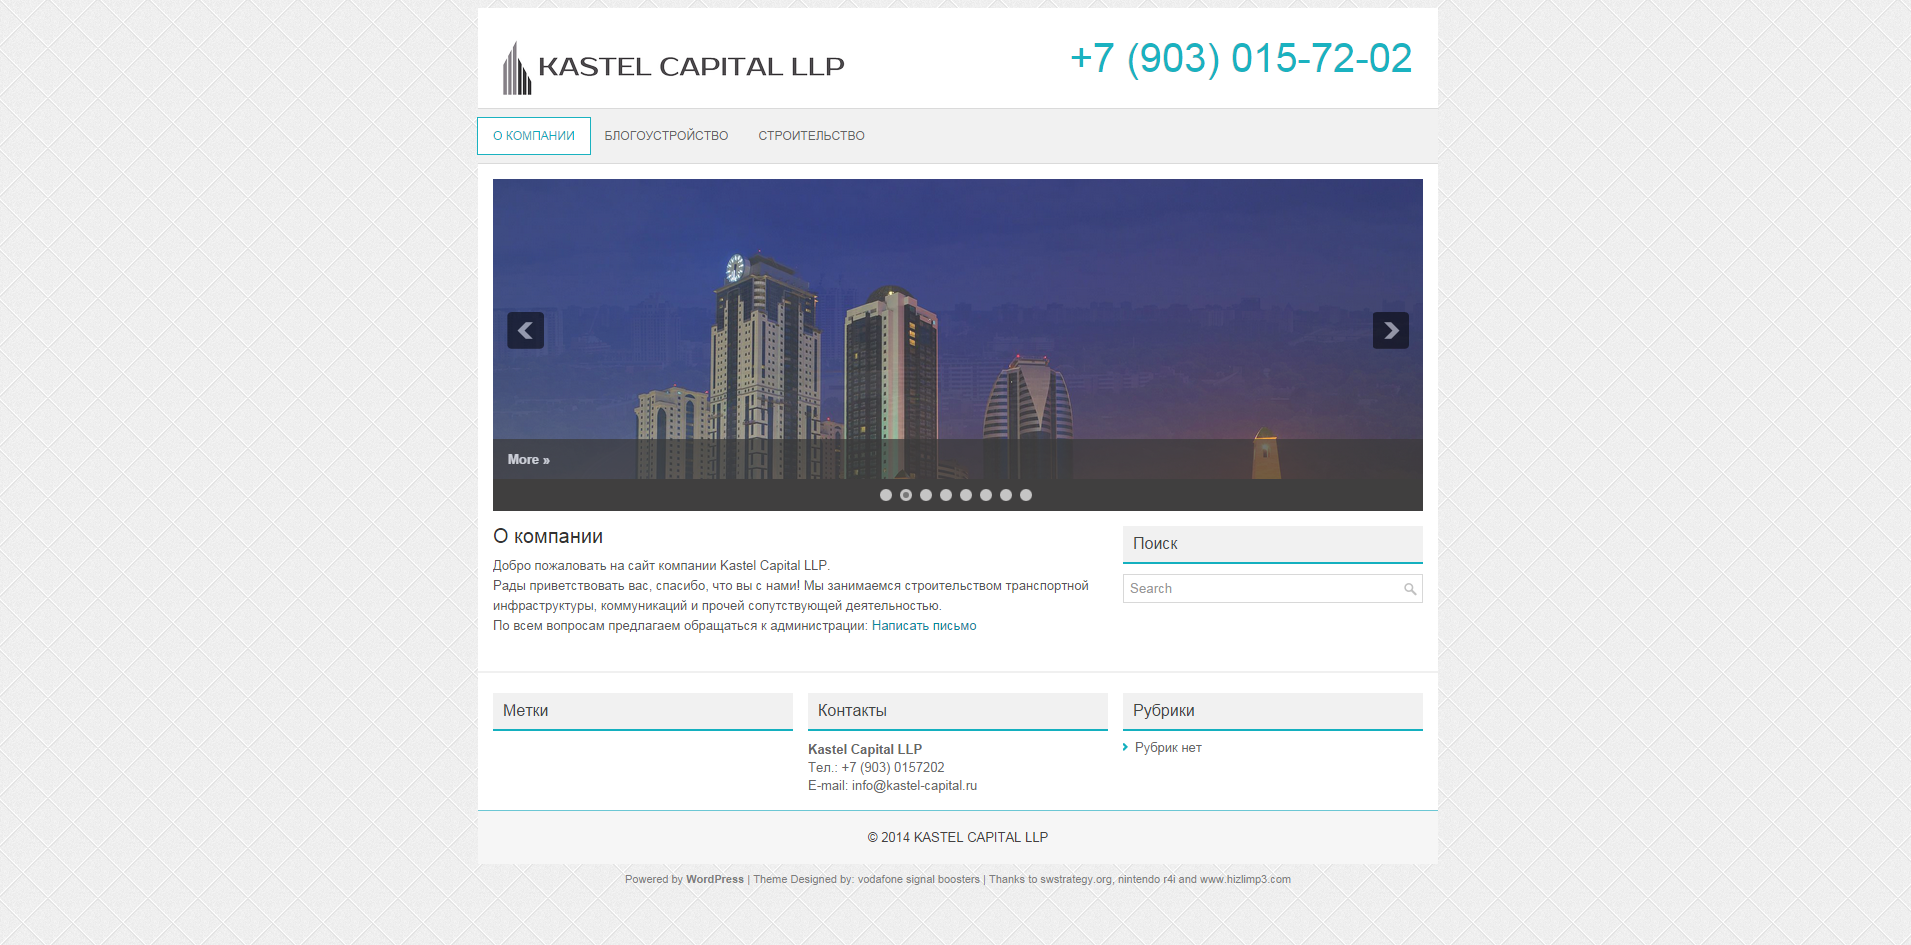 KASTEL CAPITAL LLP
+7 (903) 015-72-02
О КОМПАНИИ
БЛОГОУСТРОЙСТВО
СТРОИТЕЛЬСТВО
More »
О компании
Добро пожаловать на сайт компании Kastel Capital LLP.
Рады приветствовать вас, спасибо, что вы с нами! Мы занимаемся строительством транспортной
инфраструктуры, коммуникаций и прочей сопутствующей деятельностью.
По всем вопросам предлагаем обращаться к администрации: Написать письмо
Поиск
Search
Метки
Контакты
Kastel Capital LLP
Тел.: +7 (903) 0157202
E-mail: info@kastel-capital.ru
Рубрики
Рубрик нет
© 2014 KASTEL CAPITAL LLP
Powered by WordPress | Theme Designed by: vodafone signal boosters | Thanks to swstrategy.org, nintendo r4i and www.hizlimp3.com